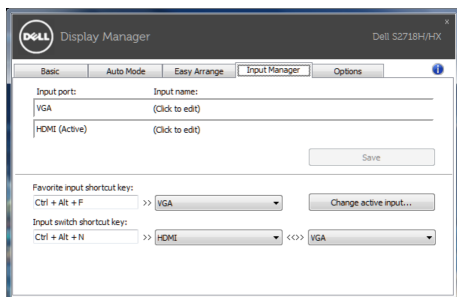 DELL Display Manager Dell S2718H/HX
Basic Auto Mode Easy Arrange Input Manager Options
Input port: Input name:
VGA (Click to edit)
HDMI (Active) (Click to edit)
Save
Favorite input shortcut key:
Ctrl + Alt + F >> VGA Change active input...
Input switch shortcut key:
Ctrl + Alt + N >> HDMI <<>> VGA